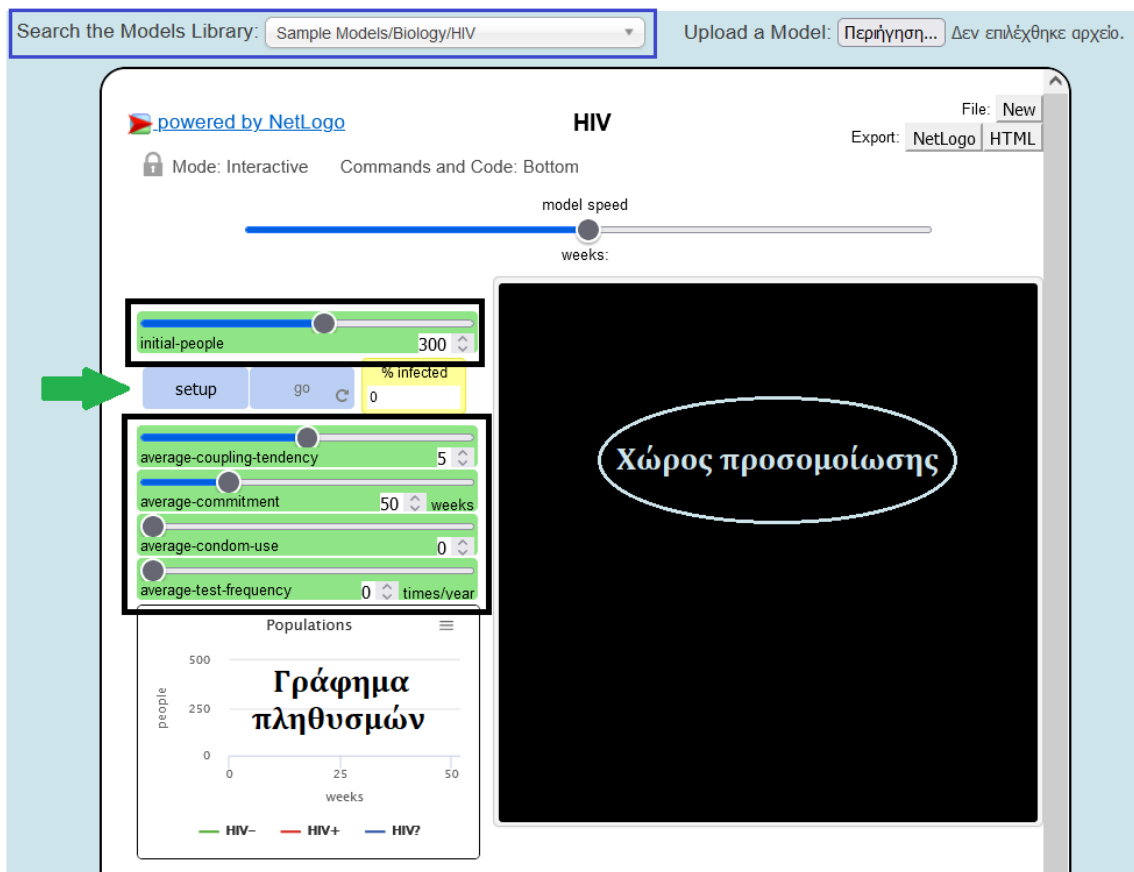 Search the Models Library: Sample Models/Biology/HIV Upload a Model: Περιήγηση... Δεν επιλέχθηκε αρχείο.
powered by NetLogo
HIV
File: New
Export: NetLogo HTML
Mode: Interactive Commands and Code: Bottom
model speed
weeks:
initial-people 300
setup go
% infected
0
average-coupling-tendency 5
average-commitment 50 weeks
average-condom-use 0
average-test-frequency 0 times/year
Χώρος προσομοίωσης
Populations
500
250
0
people
Γράφημα
πληθυσμών
0 25 50
weeks
HIV- HIV+ HIV?